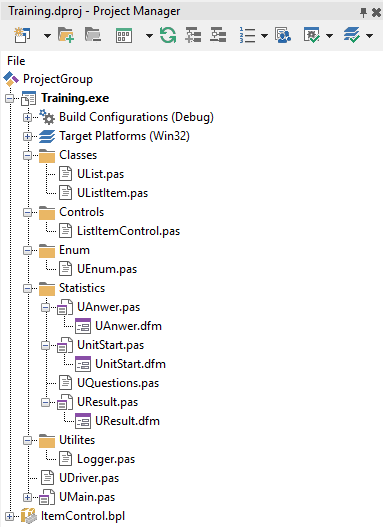 Training.dproj - Project Manager
File
ProjectGroup
Training.exe
Build Configurations (Debug)
Target Platforms (Win32)
Classes
UList.pas
UListItem.pas
Controls
ListItemControl.pas
Enum
UEnum.pas
Statistics
UAnwer.pas
UAnwer.dfm
UnitStart.pas
UnitStart.dfm
UQuestions.pas
UResult.pas
UResult.dfm
Utilites
Logger.pas
UDriver.pas
UMain.pas
ItemControl.bpl